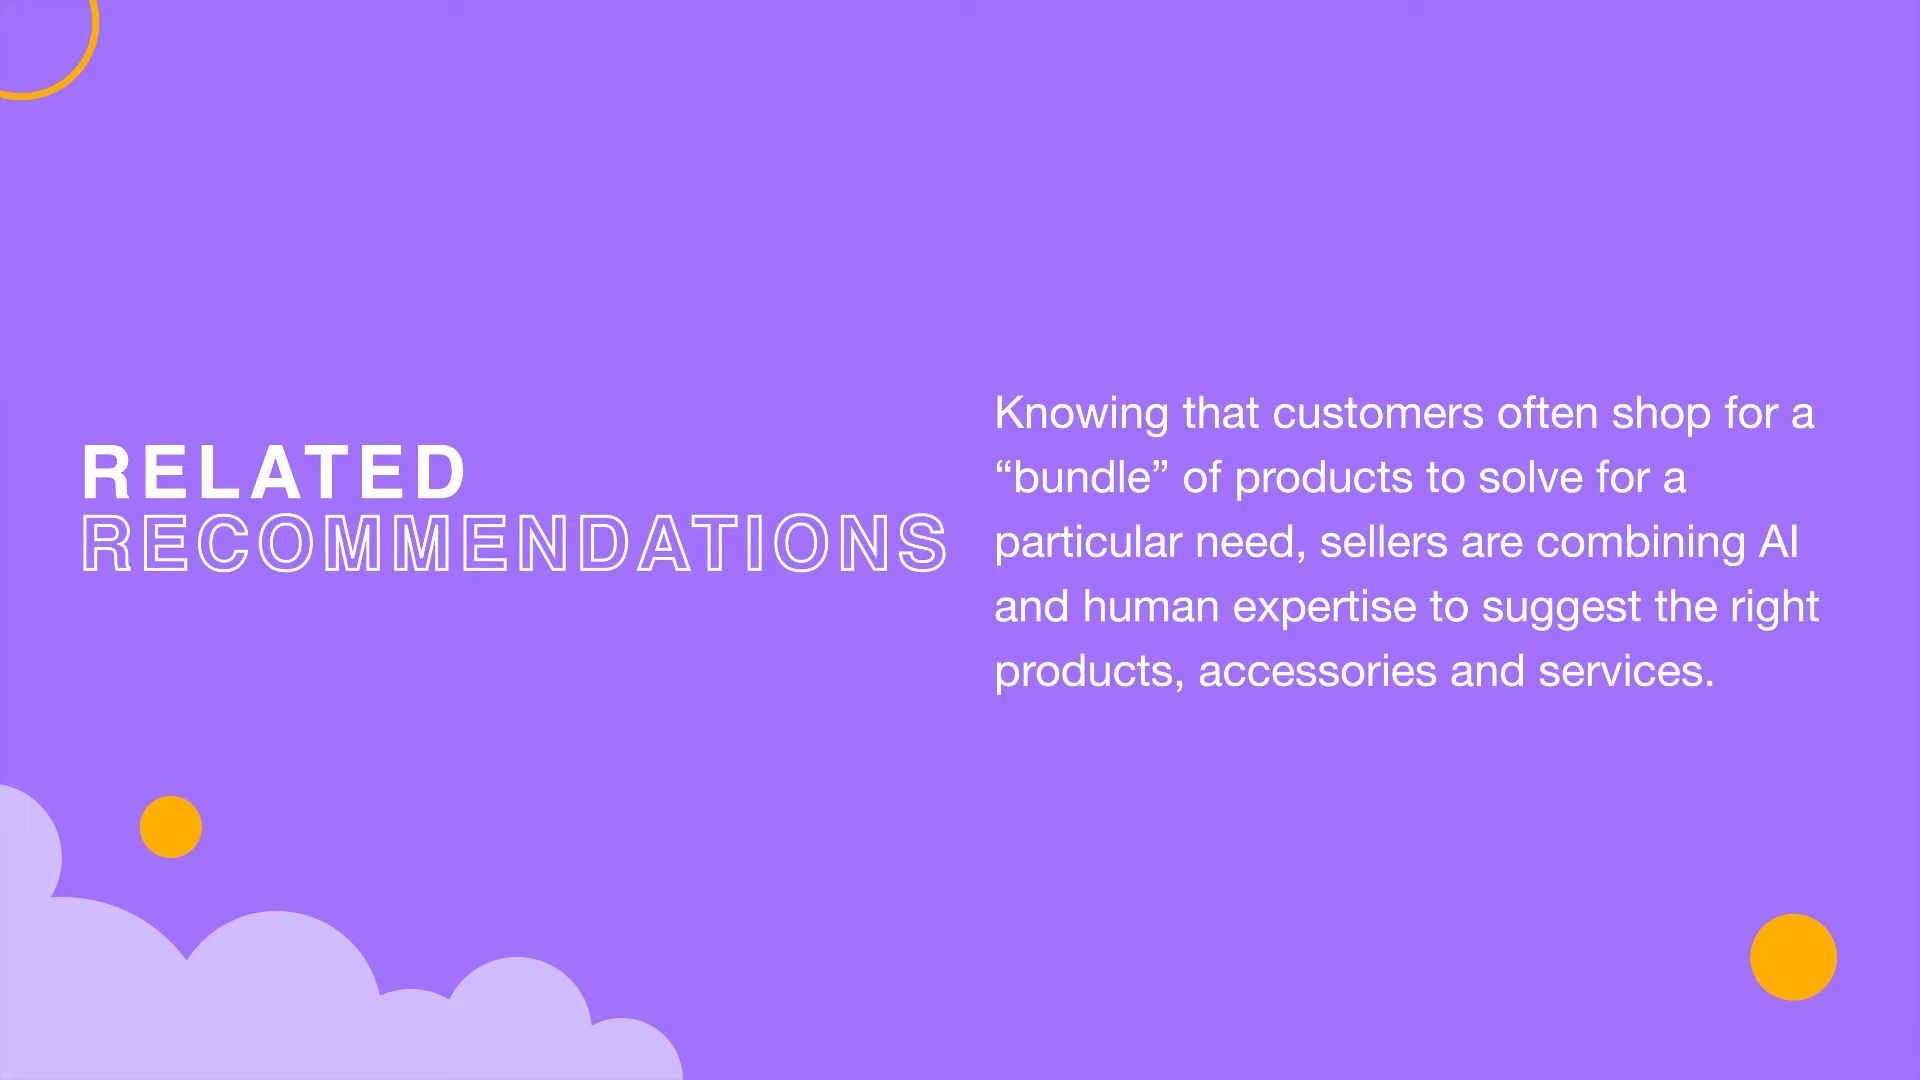 RELATED
RECOMMENDATIONS
Knowing that customers often shop for a
“bundle” of products to solve for a
particular need, sellers are combining AI
and human expertise to suggest the right
products, accessories and services.